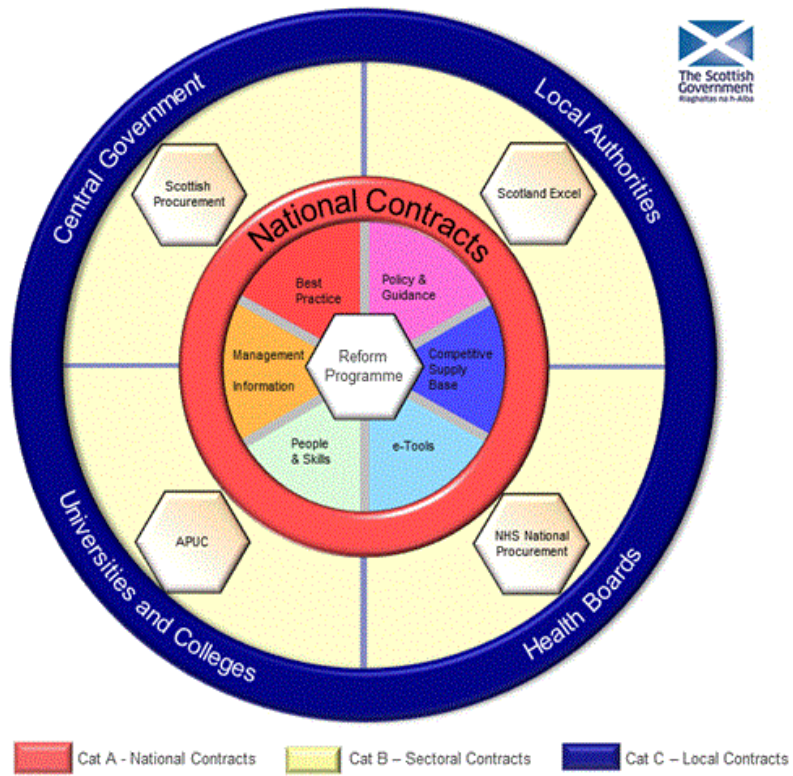 The Scottish
Government
Riaghaltas na h-Alba
Central Government
Local Authorities
Scottish
Procurement
Scotland Excel
National Contracts
Best
Practice
Policy &
Guidance
Management
Information
Reform
Programme
Competitive
Supply
Base
People
& Skills
e-Tools
APUC
NHS National
Procurement
Universities and Colleges
Health Boards
Cat A - National Contracts
Cat B – Sectoral Contracts
Cat C – Local Contracts